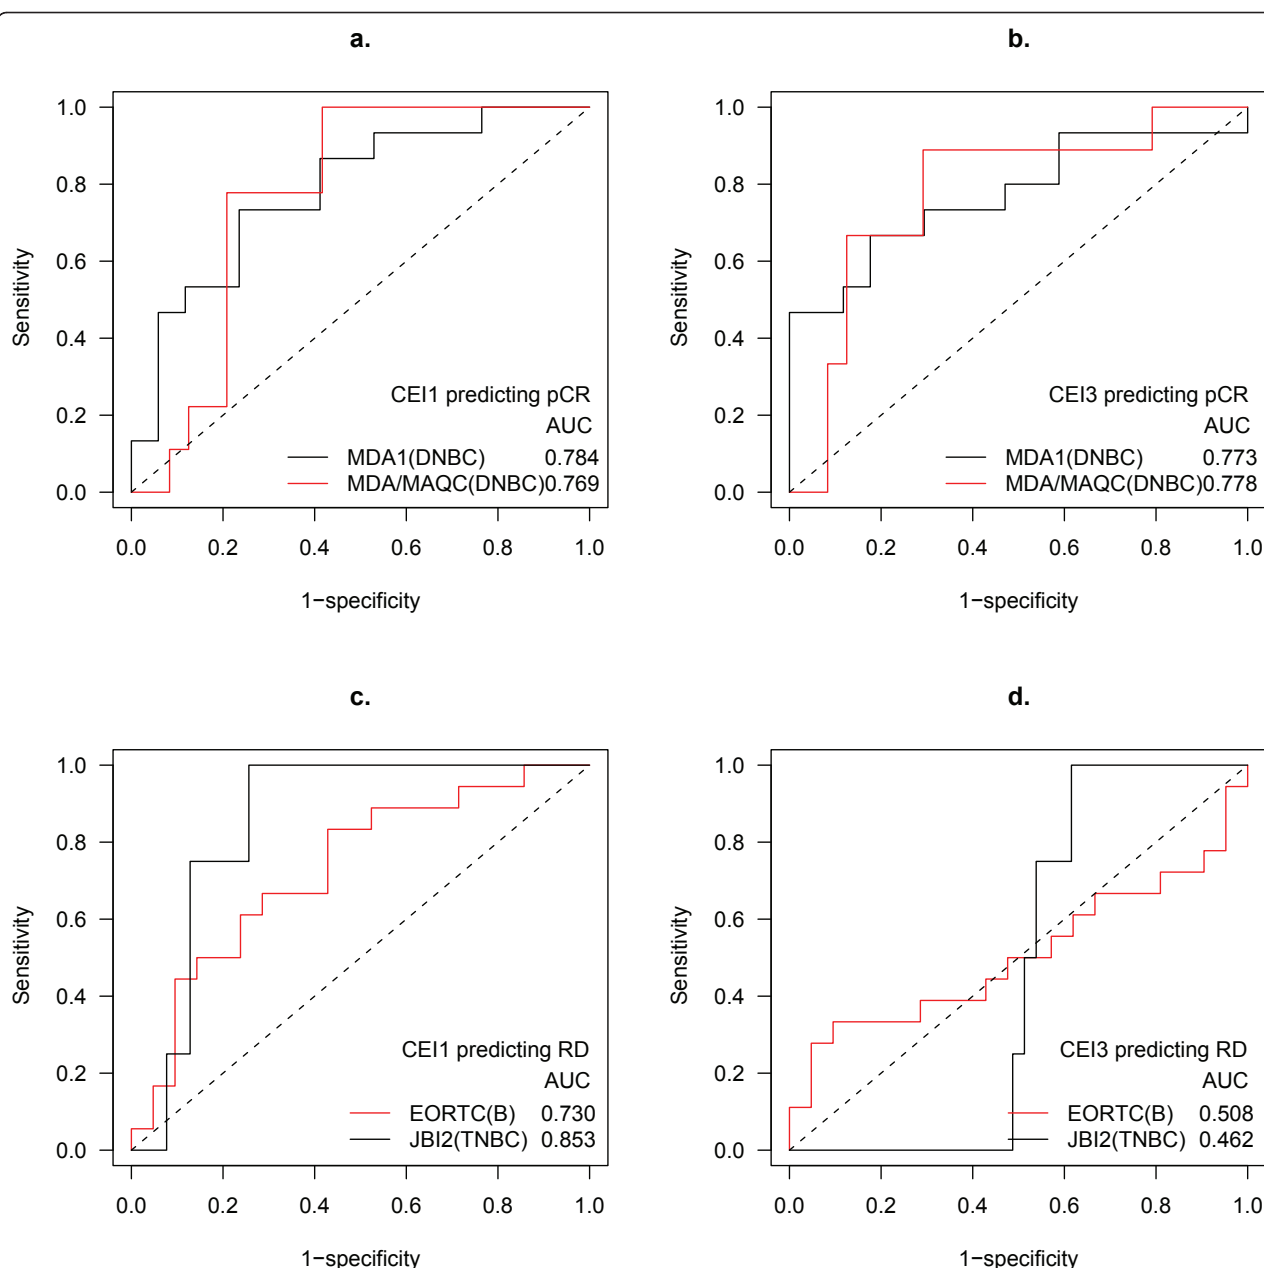 a.
1.0
0.8
0.6
0.4
0.2
0.0
Sensitivity
CEI1 predicting pCR
AUC
MDA1(DNBC) 0.784
MDA/MAQC(DNBC)0.769
0.0 0.2 0.4 0.6 0.8 1.0
1−specificity
b.
1.0
0.8
0.6
0.4
0.2
0.0
Sensitivity
CEI3 predicting pCR
AUC
MDA1(DNBC) 0.773
MDA/MAQC(DNBC)0.778
0.0 0.2 0.4 0.6 0.8 1.0
1−specificity
c.
1.0
0.8
0.6
0.4
0.2
0.0
Sensitivity
CEI1 predicting RD
AUC
EORTC(B) 0.730
JBI2(TNBC) 0.853
0.0 0.2 0.4 0.6 0.8 1.0
1−specificity
d.
1.0
0.8
0.6
0.4
0.2
0.0
Sensitivity
CEI3 predicting RD
AUC
EORTC(B) 0.508
JBI2(TNBC) 0.462
0.0 0.2 0.4 0.6 0.8 1.0
1−specificity